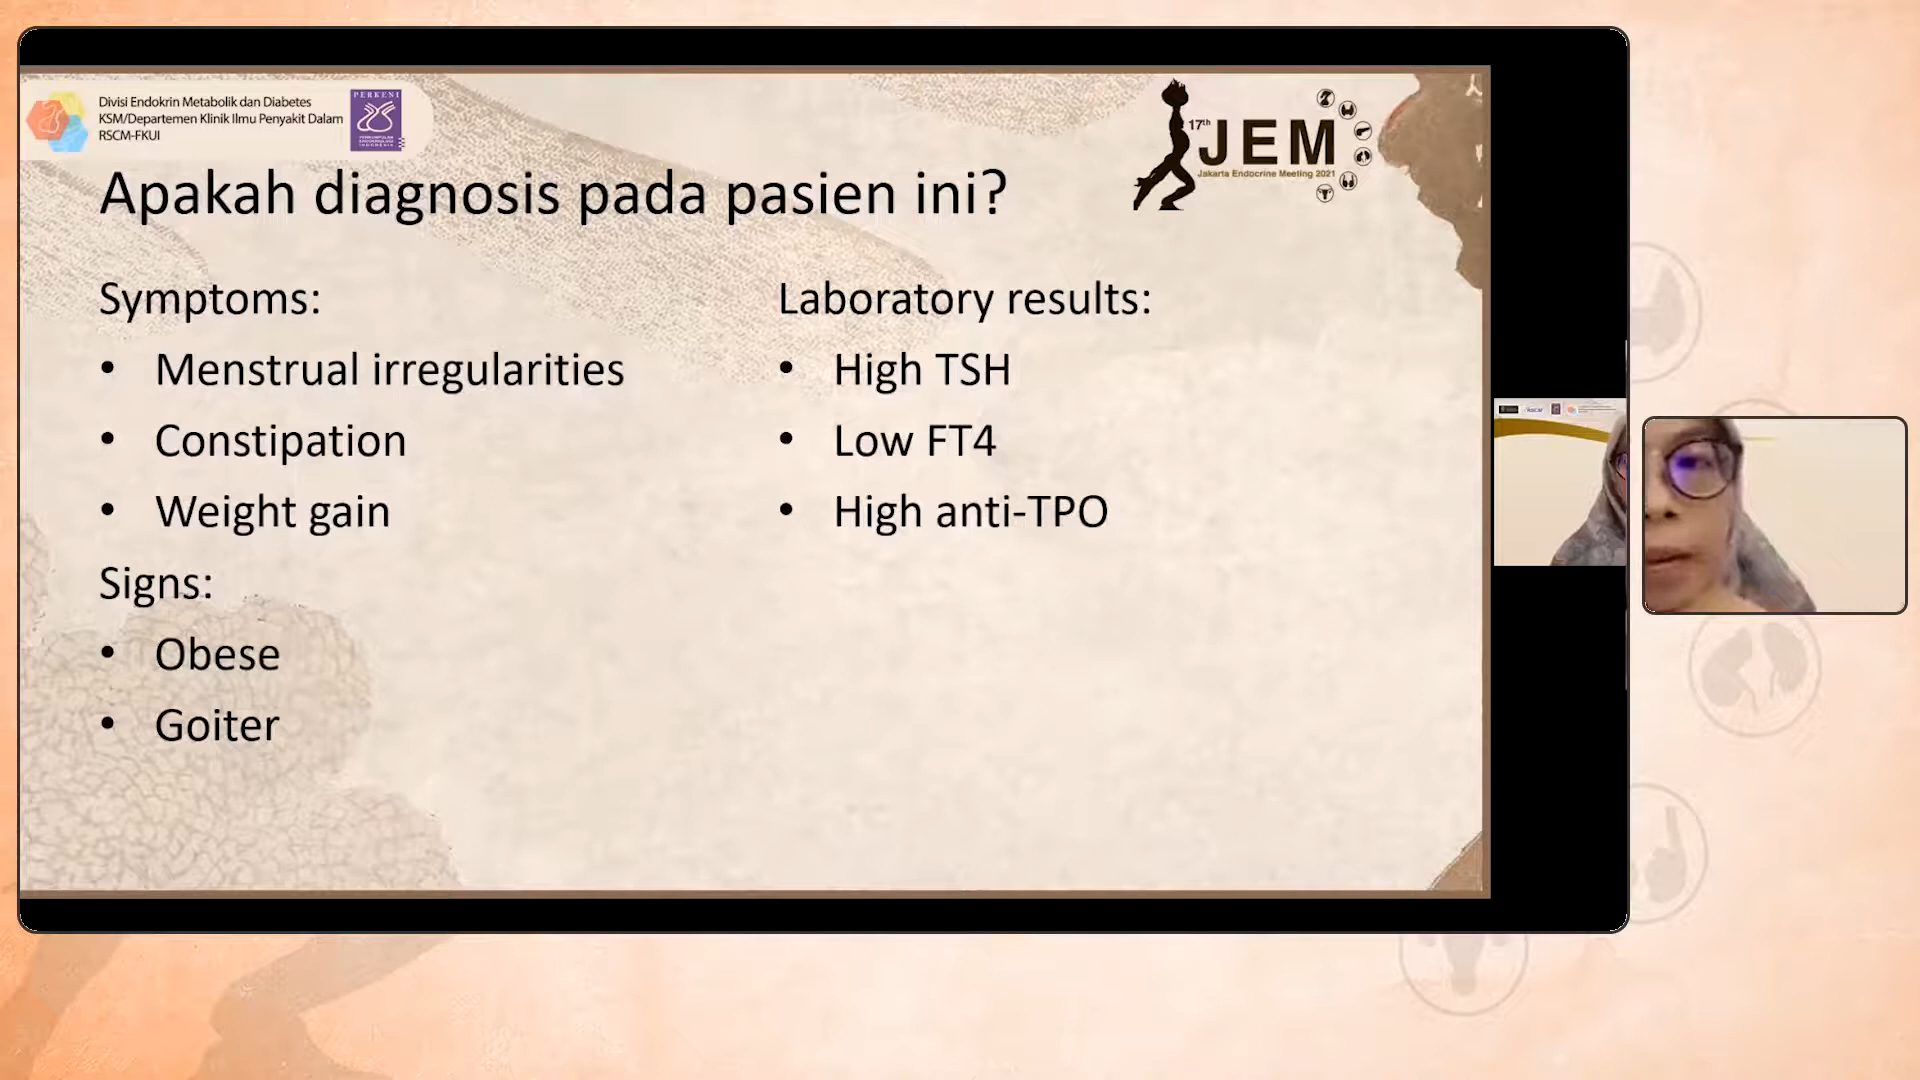 Divisi Endokrin Metabolik dan Diabetes
KSM/Departemen Klinik Ilmu Penyakit Dalam
RSCM-FKUI
PERKENI
17th
JEM
Jakarta Endocrine Meeting 2021
Apakah diagnosis pada pasien ini?
Symptoms:
• Menstrual irregularities
• Constipation
• Weight gain
Signs:
• Obese
• Goiter
Laboratory results:
• High TSH
• Low FT4
• High anti-TPO